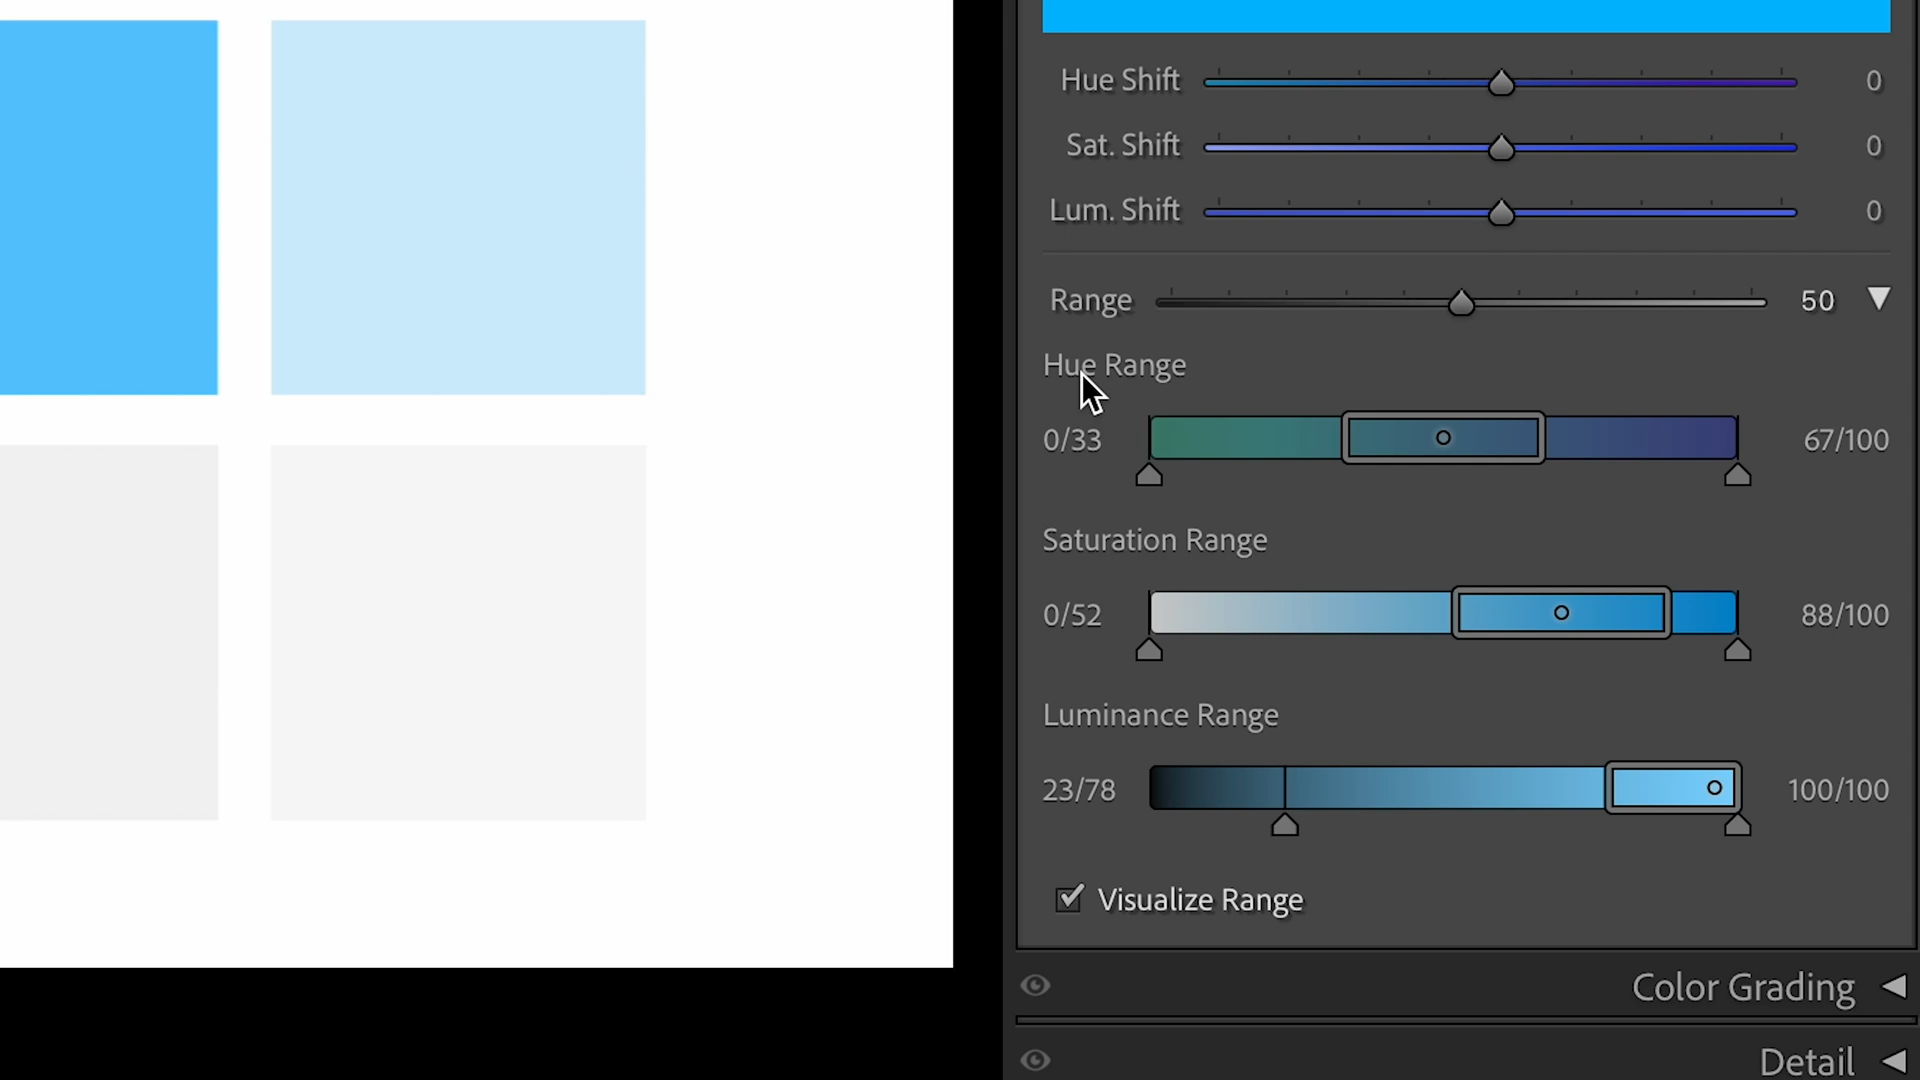 Hue Shift 0
Sat. Shift 0
Lum. Shift 0
Range 50
Hue Range
0/33 67/100
Saturation Range
0/52 88/100
Luminance Range
23/78 100/100
Visualize Range
Color Grading
Detail